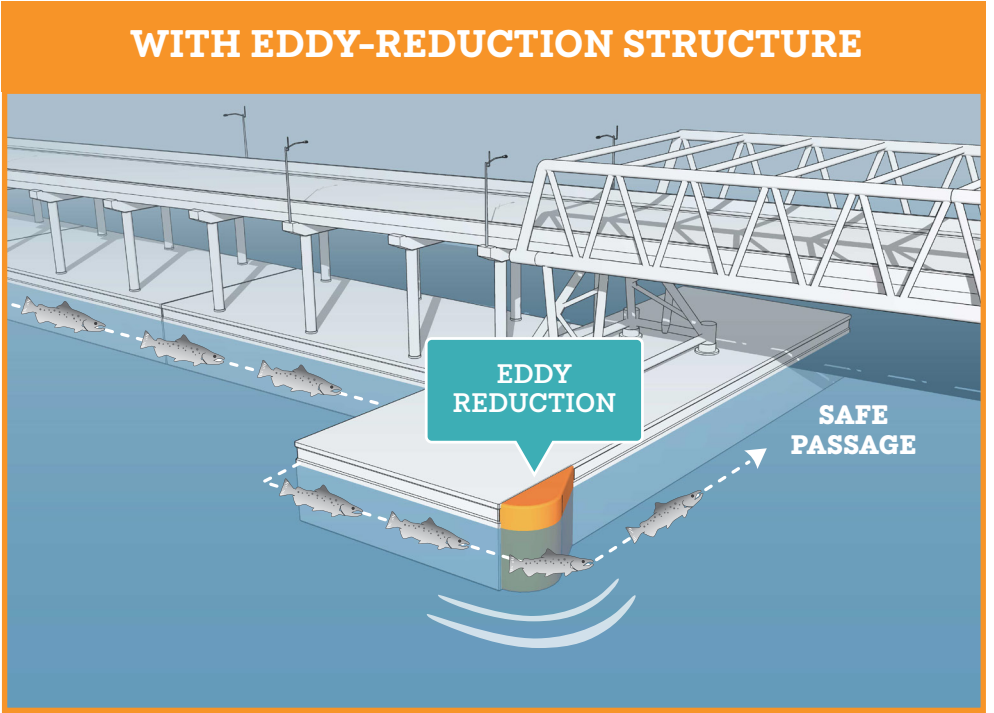 WITH EDDY-REDUCTION STRUCTURE
EDDY
REDUCTION
SAFE
PASSAGE